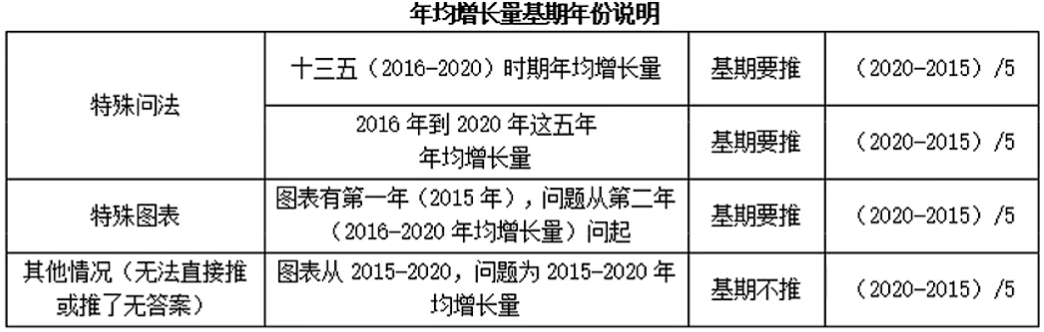 年均增长量基期年份说明
特殊问法
十三五（2016-2020）时期年均增长量
基期要推
（2020-2015）/5
2016 年到 2020 年这五年
年均增长量
基期要推
（2020-2015）/5
特殊图表
图表有第一年（2015 年），问题从第二年
（2016-2020 年均增长量）问起
基期要推
（2020-2015）/5
其他情况（无法直接推
或推了无答案）
图表从 2015-2020，问题为 2015-2020 年
均增长量
基期不推
（2020-2015）/5